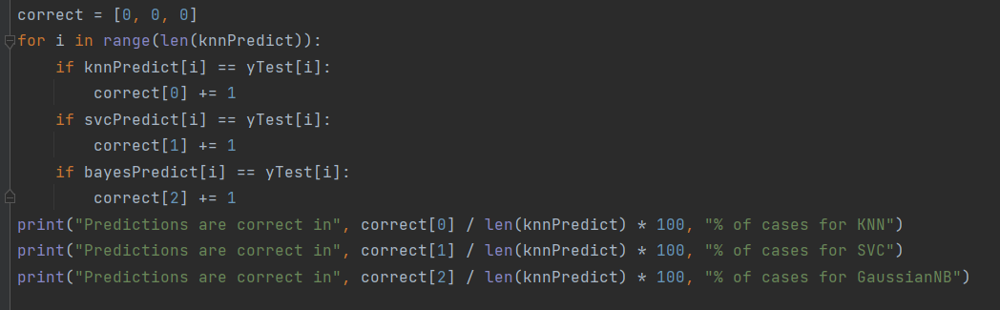 correct = [0, 0, 0]
for i in range(len(knnPredict)):
    if knnPredict[i] == yTest[i]:
        correct[0] += 1
    if svcPredict[i] == yTest[i]:
        correct[1] += 1
    if bayesPredict[i] == yTest[i]:
        correct[2] += 1
print("Predictions are correct in", correct[0] / len(knnPredict) * 100, "% of cases for KNN")
print("Predictions are correct in", correct[1] / len(knnPredict) * 100, "% of cases for SVC")
print("Predictions are correct in", correct[2] / len(knnPredict) * 100, "% of cases for GaussianNB")